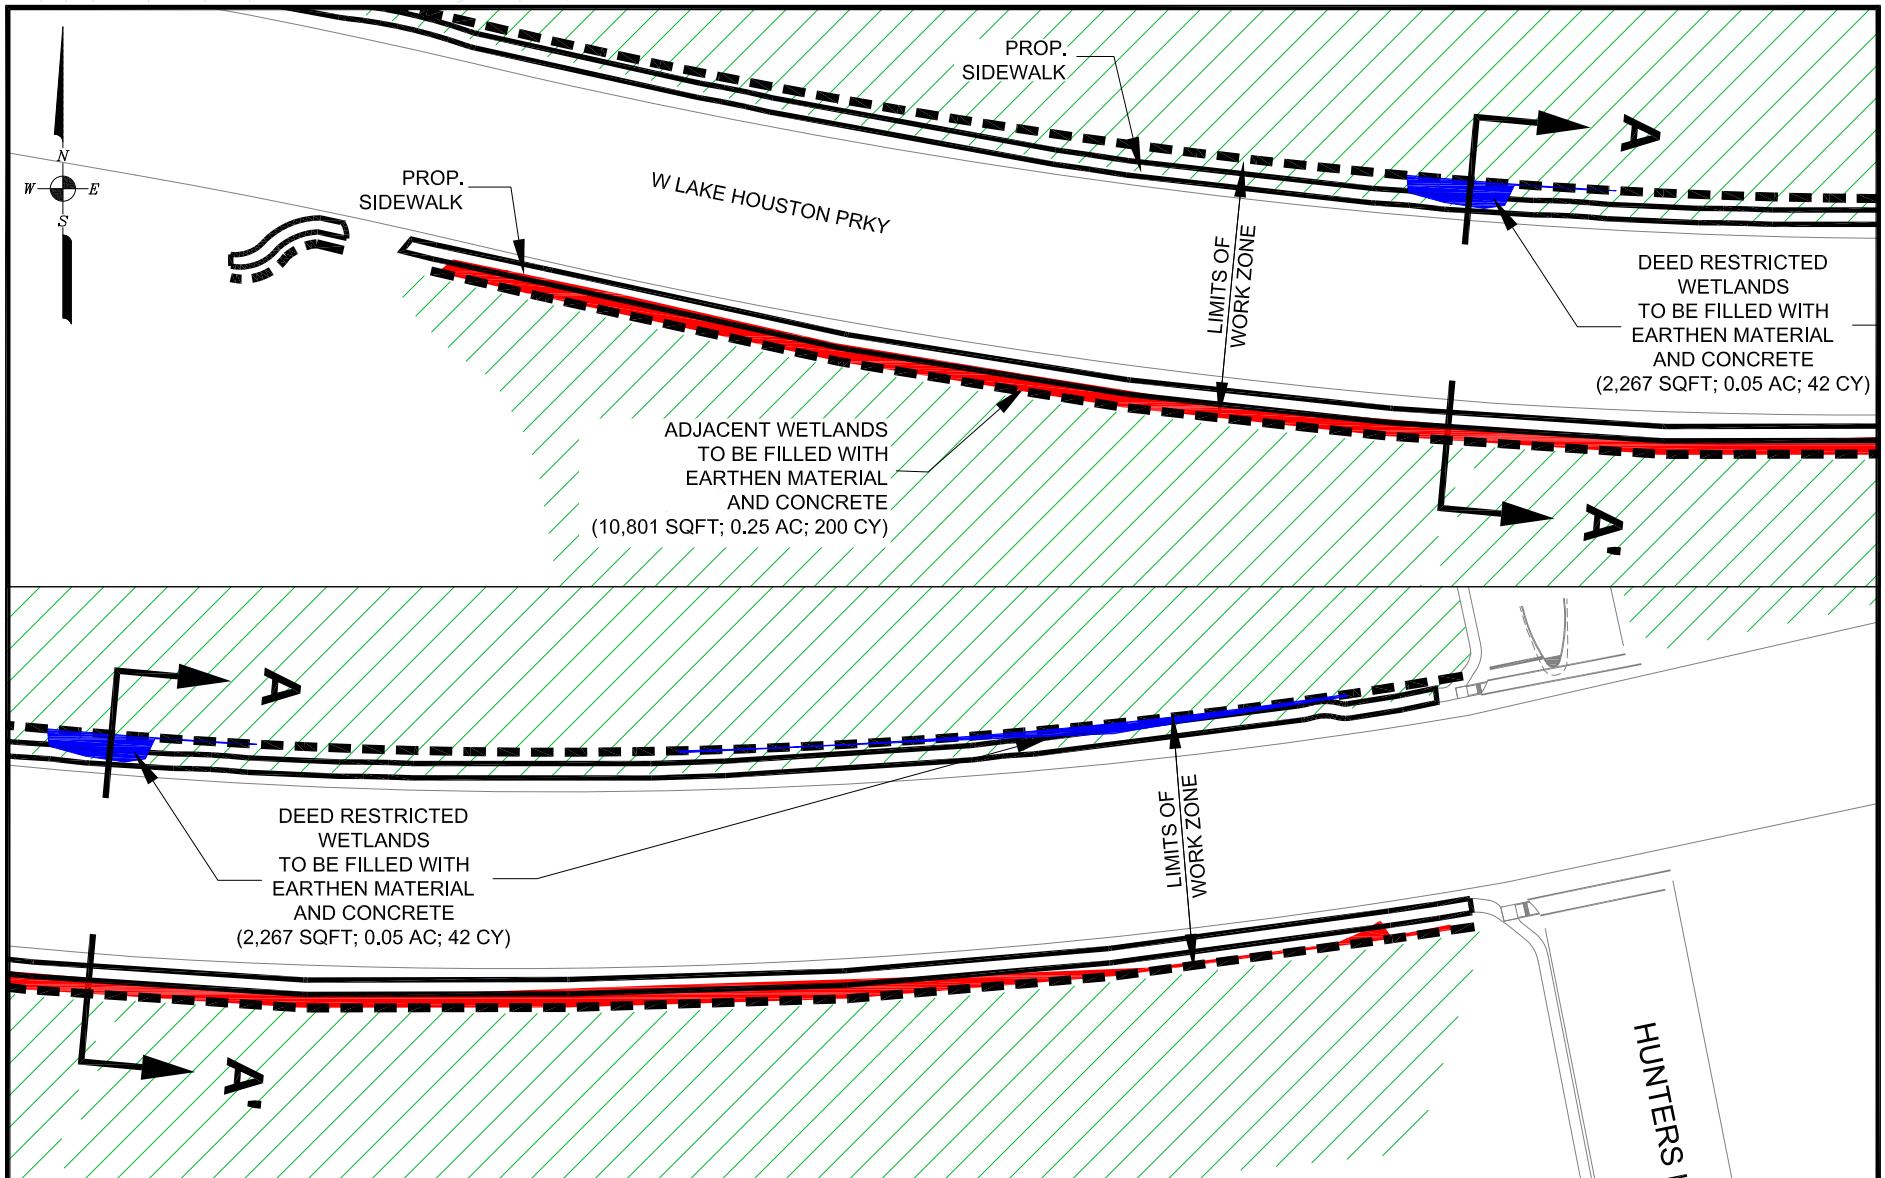 PROP.
SIDEWALK
A
N
W E
S
PROP.
SIDEWALK
W LAKE HOUSTON PRKY
LIMITS OF
WORK ZONE
DEED RESTRICTED
WETLANDS
TO BE FILLED WITH
EARTHEN MATERIAL
AND CONCRETE
(2,267 SQFT; 0.05 AC; 42 CY)
ADJACENT WETLANDS
TO BE FILLED WITH
EARTHEN MATERIAL
AND CONCRETE
(10,801 SQFT; 0.25 AC; 200 CY)
A'
A
DEED RESTRICTED
WETLANDS
TO BE FILLED WITH
EARTHEN MATERIAL
AND CONCRETE
(2,267 SQFT; 0.05 AC; 42 CY)
LIMITS OF
WORK ZONE
A'
HUNTERS